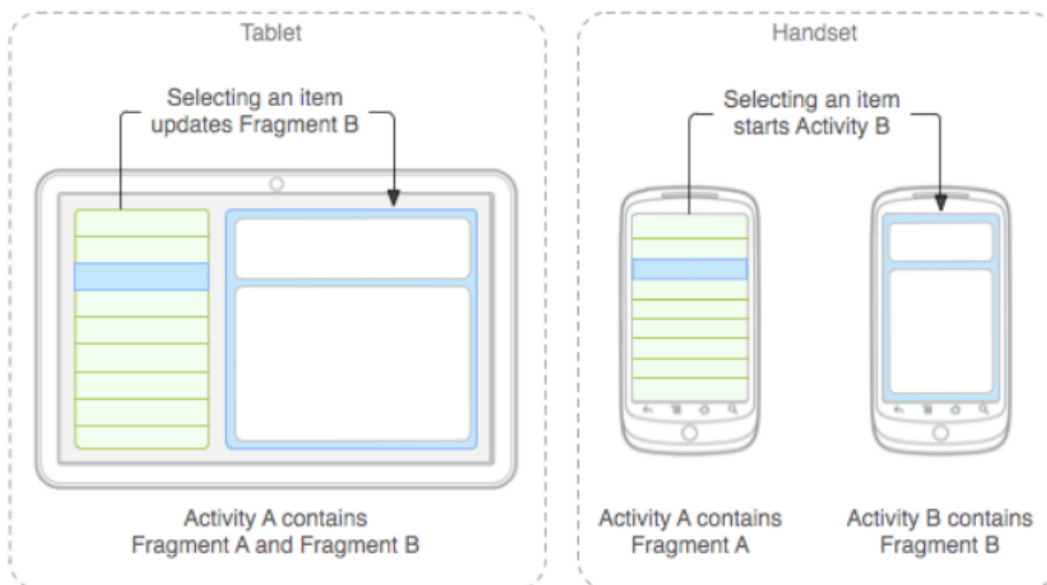 Tablet
Selecting an item
updates Fragment B
Activity A contains
Fragment A and Fragment B
Handset
Selecting an item
starts Activity B
Activity A contains
Fragment A
Activity B contains
Fragment B